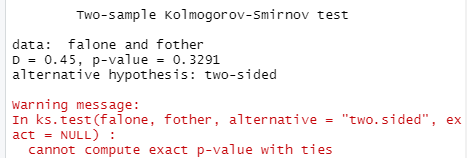 Two-sample Kolmogorov-Smirnov test
data:  falone and fother
D = 0.45, p-value = 0.3291
alternative hypothesis: two-sided
Warning message:
In ks.test(falone, fother, alternative = "two.sided", ex
act = NULL) :
  cannot compute exact p-value with ties